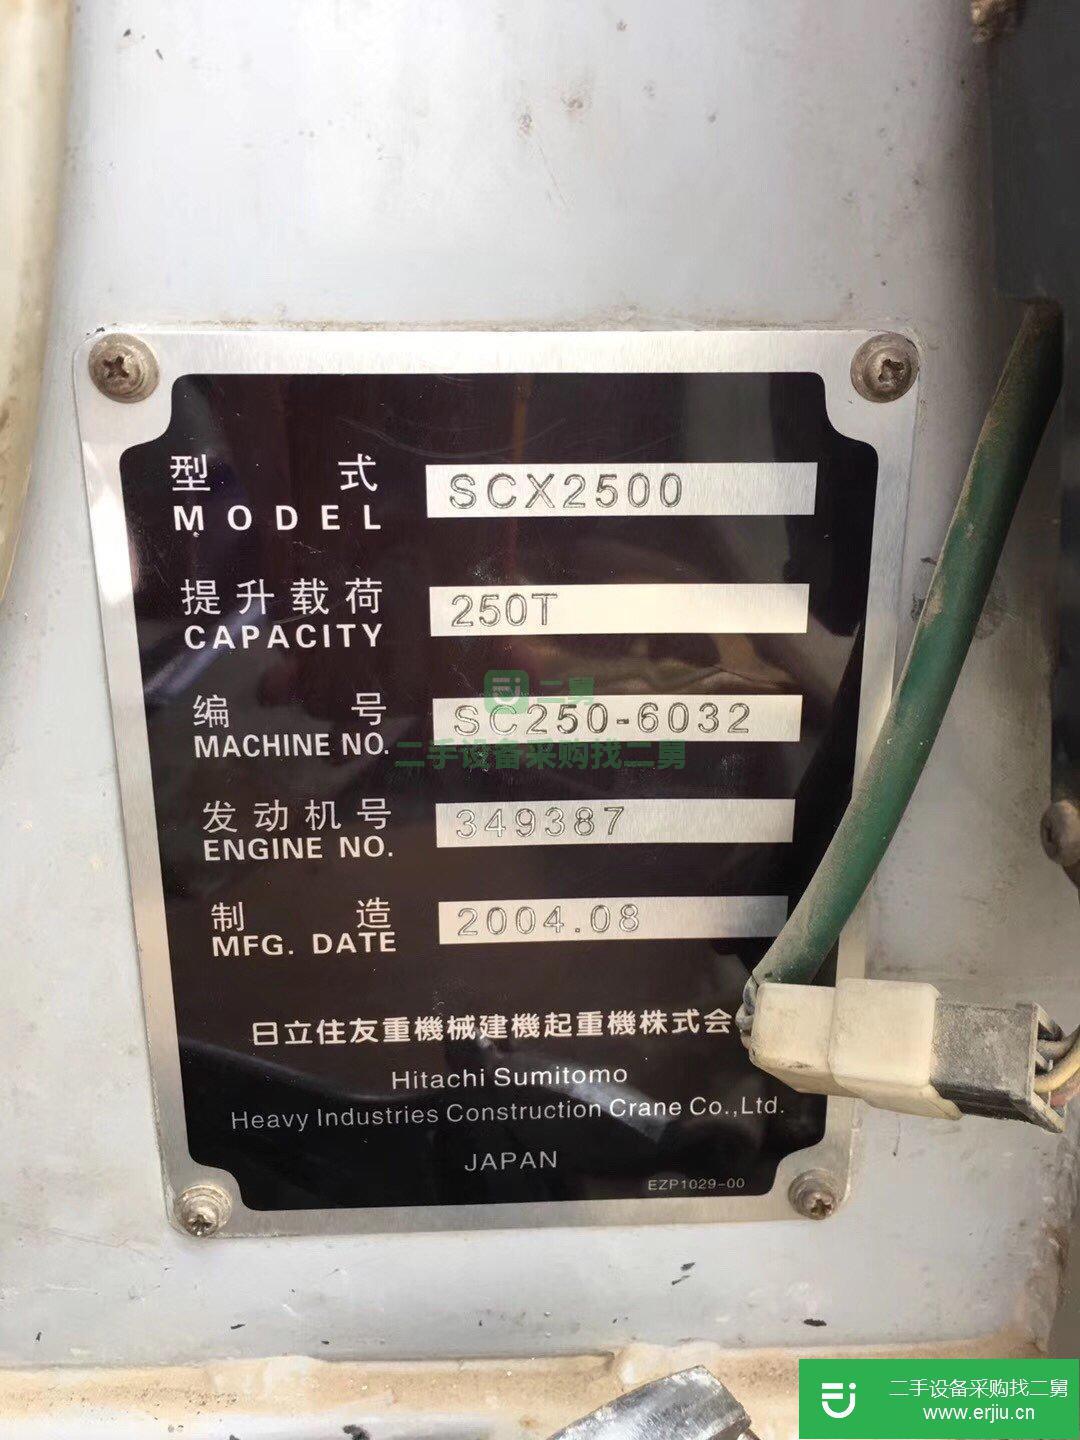 型 式 SCX2500
MODEL
提升载荷 250T
CAPACITY
二舅
编 号 SC250-6032
MACHINE NO.
二手设备采购找二舅
发动机号 349387
ENGINE NO.
制 造 2004.08
MFG. DATE
日立住友重機械建機起重機株式会
Hitachi Sumitomo
Heavy Industries Construction Crane Co.,Ltd.
JAPAN
EZP1029-00
二手设备采购找二舅
www.erjiu.cn